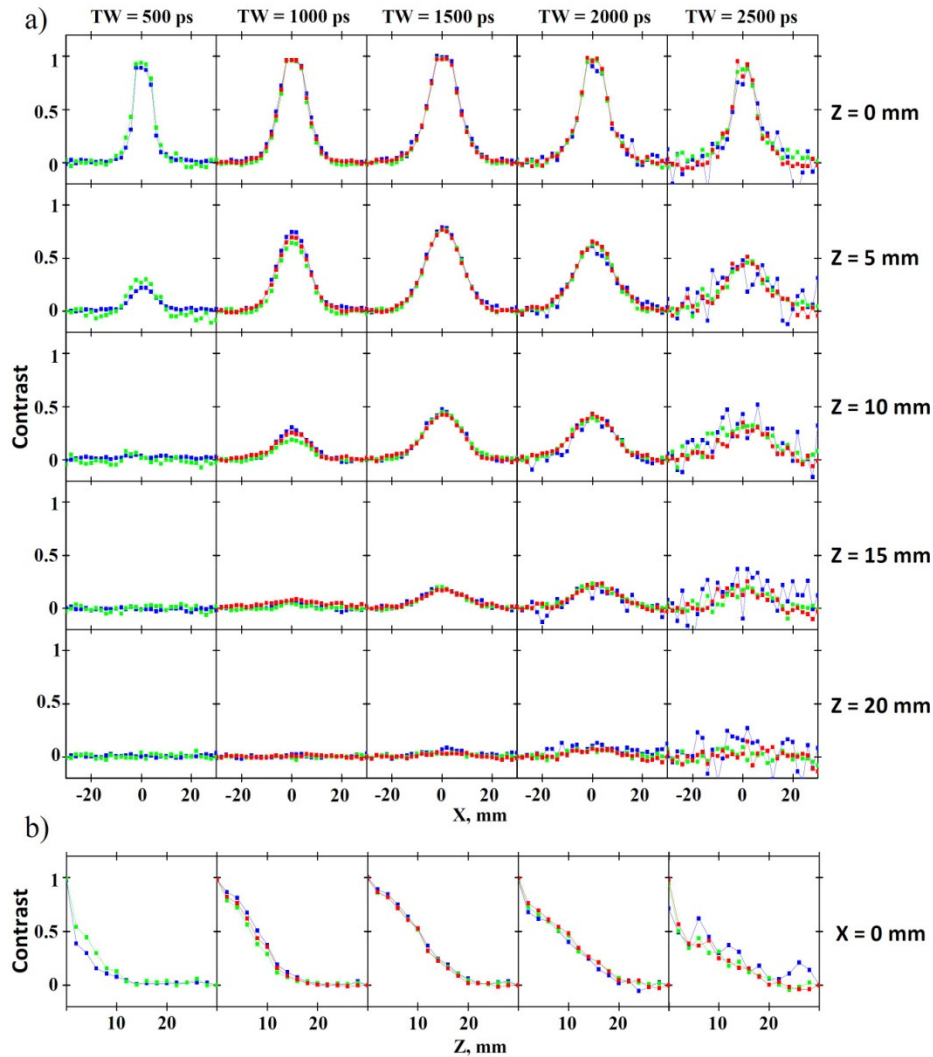 a)
TW = 500 ps TW = 1000 ps TW = 1500 ps TW = 2000 ps TW = 2500 ps
1
0.5
0
Z = 0 mm
1
0.5
0
Z = 5 mm
1
0.5
0
Contrast
Z = 10 mm
1
0.5
0
Z = 15 mm
1
0.5
0
Z = 20 mm
-20 0 20 -20 0 20 -20 0 20 -20 0 20 -20 0 20
X, mm
b)
1
0.5
0
Contrast
X = 0 mm
10 20 10 20 10 20 10 20 10 20
Z, mm